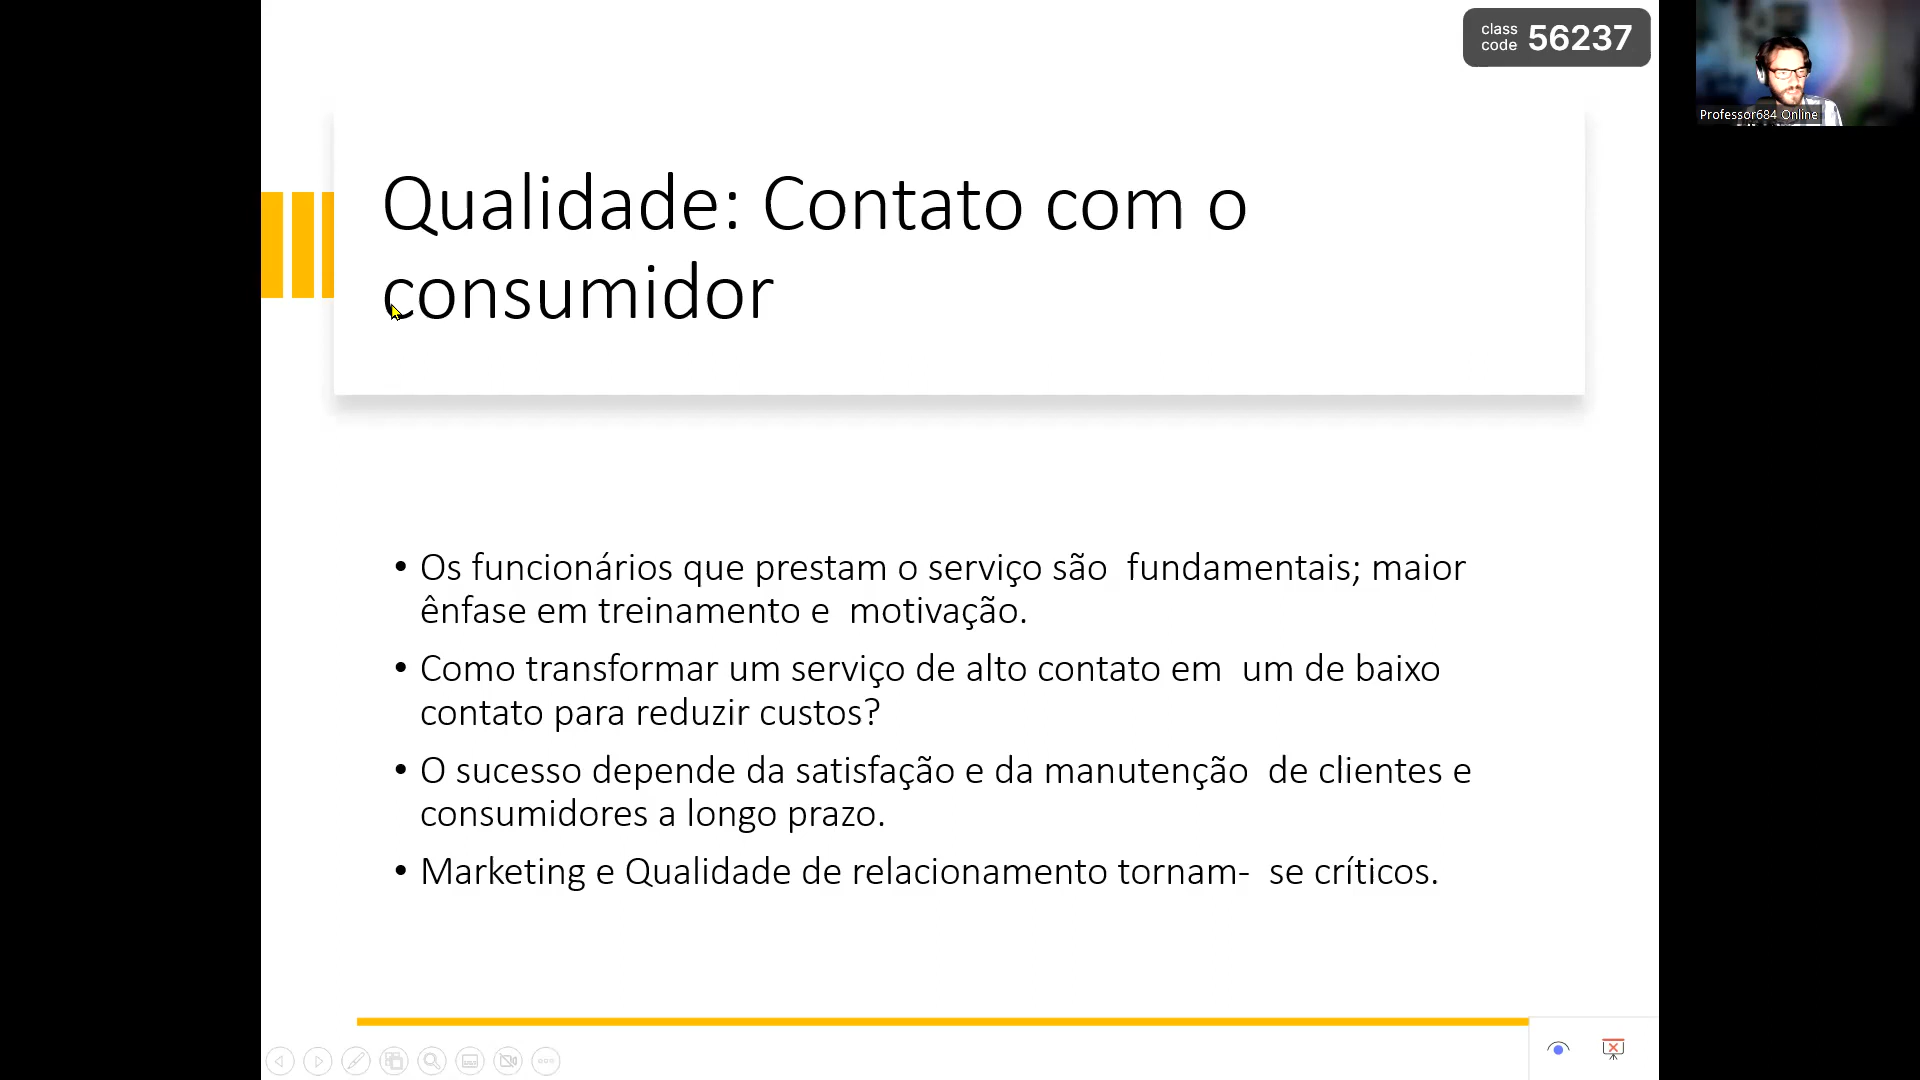 class
code 56237
Professor684 Online
Qualidade: Contato com o
consumidor
• Os funcionários que prestam o serviço são  fundamentais; maior
ênfase em treinamento e  motivação.
• Como transformar um serviço de alto contato em  um de baixo
contato para reduzir custos?
• O sucesso depende da satisfação e da manutenção  de clientes e
consumidores a longo prazo.
• Marketing e Qualidade de relacionamento tornam-  se críticos.